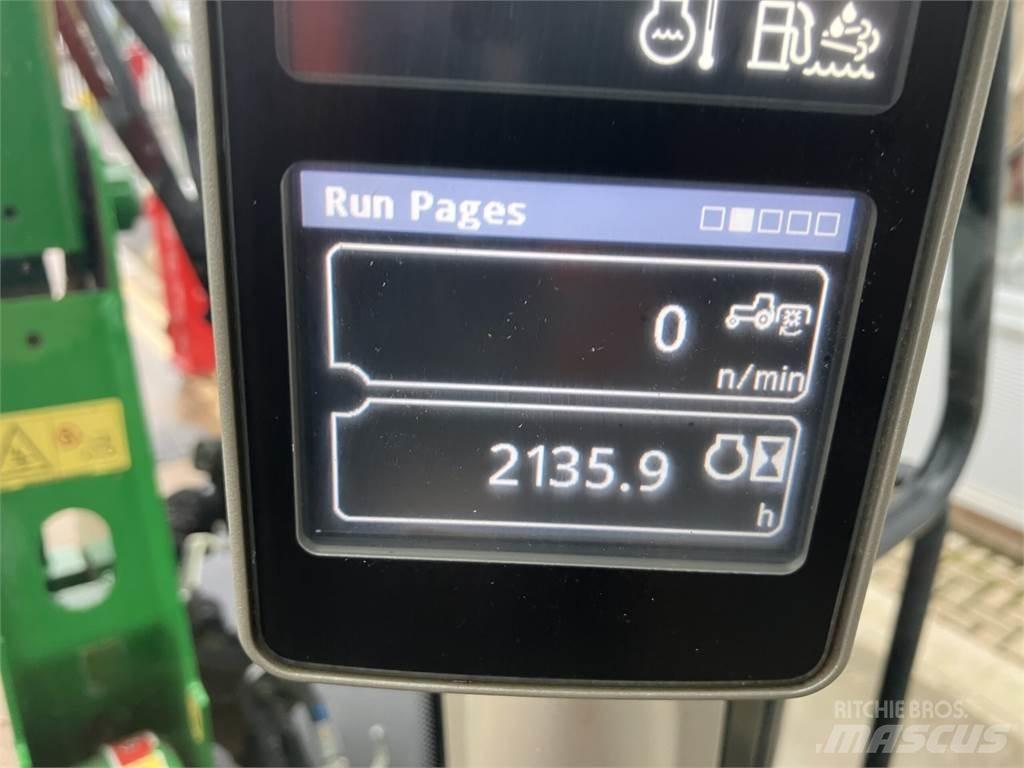 Run Pages
0
n/min
2135.9
h
RITCHIE BROS.
MASCUS